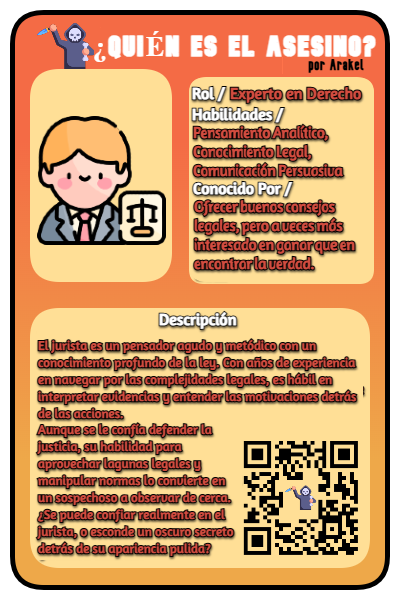 ¿QUIÉN ES EL ASESINO?
por Arakel
Rol / Experto en Derecho
Habilidades /
Pensamiento Analítico,
Conocimiento Legal,
Comunicación Persuasiva
Conocido Por /
Ofrecer buenos consejos
legales, pero a veces más
interesado en ganar que en
encontrar la verdad.
Descripción
El jurista es un pensador agudo y metódico con un
conocimiento profundo de la ley. Con años de experiencia
en navegar por las complejidades legales, es hábil en
interpretar evidencias y entender las motivaciones detrás
de las acciones.
Aunque se le confía defender la
justicia, su habilidad para
aprovechar lagunas legales y
manipular normas lo convierte en
un sospechoso a observar de cerca.
¿Se puede confiar realmente en el
jurista, o esconde un oscuro secreto
detrás de su apariencia pulida?